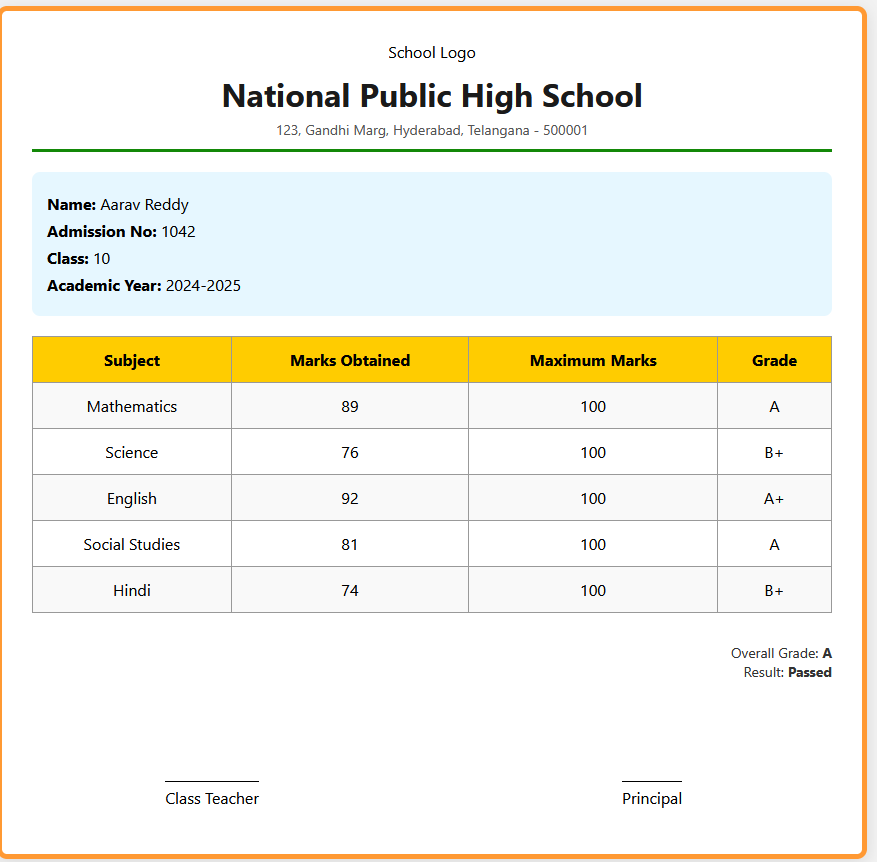 School Logo
National Public High School
123, Gandhi Marg, Hyderabad, Telangana - 500001
Name: Aarav Reddy
Admission No: 1042
Class: 10
Academic Year: 2024-2025
Subject Marks Obtained Maximum Marks Grade
Mathematics 89 100 A
Science 76 100 B+
English 92 100 A+
Social Studies 81 100 A
Hindi 74 100 B+
Overall Grade: A
Result: Passed
Class Teacher Principal